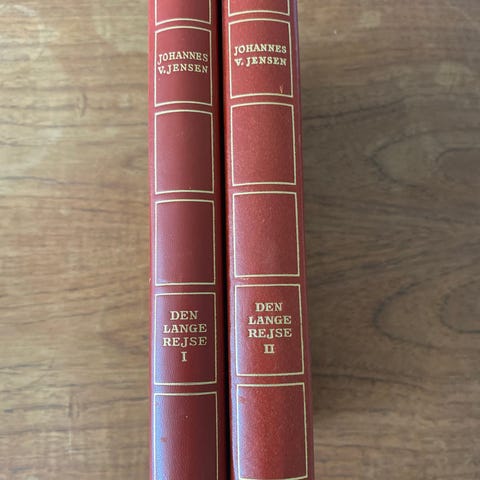 JOHANNES
V. JENSEN
DEN
LANGE
REJSE
I
JOHANNES
V. JENSEN
DEN
LANGE
REJSE
II